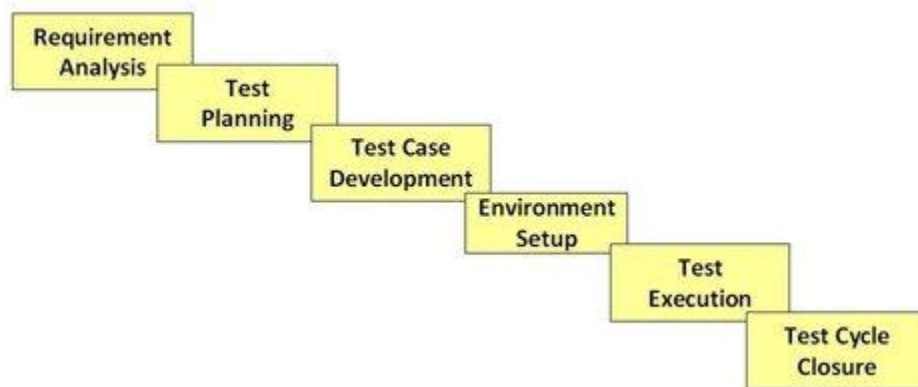 Requirement
Analysis
Test
Planning
Test Case
Development
Environment
Setup
Test
Execution
Test Cycle
Closure